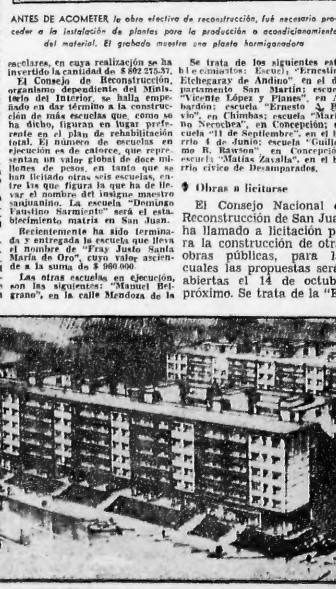 ANTES DE ACOMETER la obra efectiva de reconstrucción, fué necesario pro-
ceder a la instalación de plantas para la producción o acondicionamiento
del material. El grabado muestra una planta hormigonadora
escolares, en cuya realización se ha
invertido la cantidad de $ 802.275.37.
El Consejo de Reconstrucción,
organismo dependiente del Minis-
terio del Interior, se halla empe-
ñado en dar término a la construc-
ción de más escuelas que, como se
ha dicho, figuran en lugar prefe-
rente en el plan de rehabilitación
total. El número de escuelas en
ejecución es de catorce, que repre-
sentan un valor global de doce mi-
llones de pesos, en tanto que se
han licitado otras seis escuelas, en-
tre las que figura la que ha de lle-
var el nombre del insigne maestro
sanjuanino. La escuela "Domingo
Faustino Sarmiento" será el esta-
blecimiento matriz en San Juan.
Recientemente ha sido termina-
da y entregada la escuela que lleva
el nombre de "Fray Justo Santa
María de Oro", cuyo valor ascien-
de a la suma de $ 960.000.
Las otras escuelas en ejecución,
son las siguientes: "Manuel Bel-
grano", en la calle Mendoza de la
Se trata de los siguientes esta
blecimientos: Escuela "Ernestin
Etchegaray de Andino", en el de
partamento San Martín; escue
"Vicente López y Planes", en A
bardón; escuela "Ernesto
vio", en Chimbas; escuela "Mari
no Necochea", en Concepción;
cuela "11 de Septiembre", en el
rrio 4 de Junio; escuela "Guille
mo R. Rawson", en Concepció
escuela "Matías Zavalla", en el b
rrio cívico de Desamparados.
Obras a licitarse
El Consejo Nacional d
Reconstrucción de San Jua
ha llamado a licitación p
ra la construcción de otra
obras públicas, para l
cuales las propuestas será
abiertas el 14 de octub
próximo. Se trata de la "E